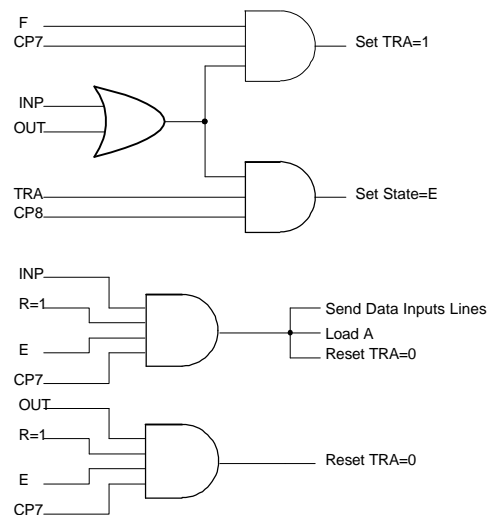 F
CP7
Set TRA=1
INP
OUT
TRA
CP8
Set State=E
INP
R=1
E
CP7
Send Data Inputs Lines
Load A
Reset TRA=0
OUT
R=1
E
CP7
Reset TRA=0